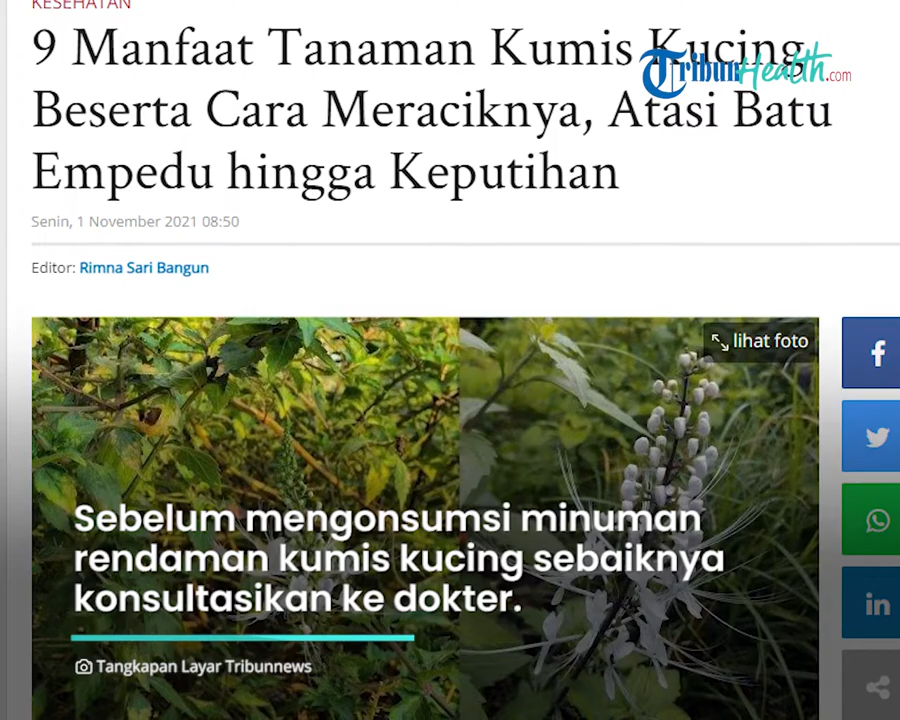 KESEHATAN
9 Manfaat Tanaman Kumis Kucing
TribunHealth.com
Beserta Cara Meraciknya, Atasi Batu
Empedu hingga Keputihan
Senin, 1 November 2021 08:50
Editor: Rimna Sari Bangun
lihat foto
Sebelum mengonsumsi minuman
rendaman kumis kucing sebaiknya
konsultasikan ke dokter.
Tangkapan Layar Tribunnews